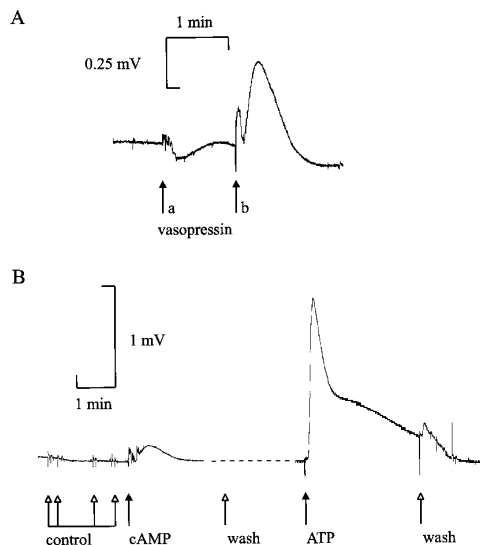 A
1 min
0.25 mV
a
b
vasopressin
B
1 mV
1 min
control
cAMP
wash
ATP
wash